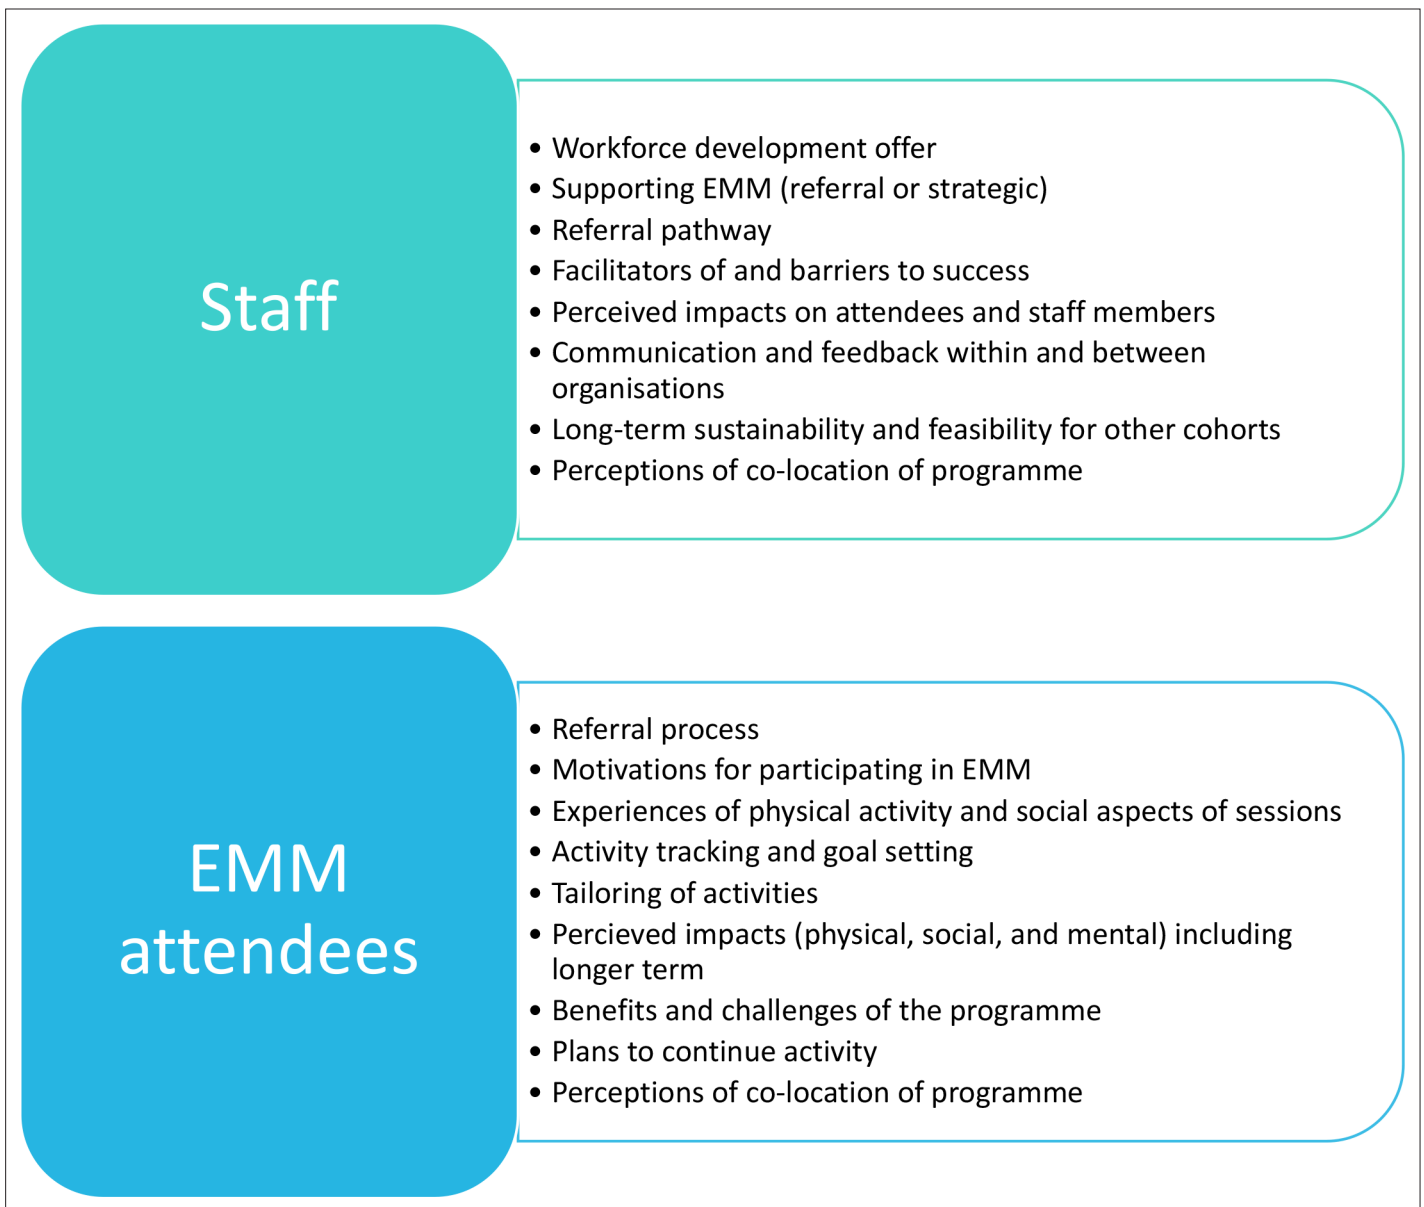 Staff
• Workforce development offer
• Supporting EMM (referral or strategic)
• Referral pathway
• Facilitators of and barriers to success
• Perceived impacts on attendees and staff members
• Communication and feedback within and between
organisations
• Long-term sustainability and feasibility for other cohorts
• Perceptions of co-location of programme
EMM
attendees
• Referral process
• Motivations for participating in EMM
• Experiences of physical activity and social aspects of sessions
• Activity tracking and goal setting
• Tailoring of activities
• Percieved impacts (physical, social, and mental) including
longer term
• Benefits and challenges of the programme
• Plans to continue activity
• Perceptions of co-location of programme